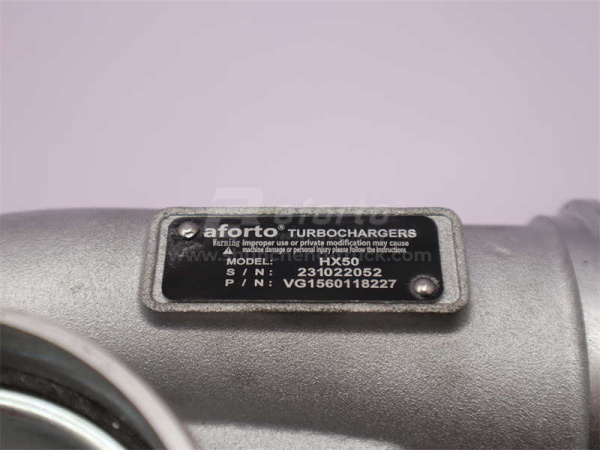 aforto
aforto® TURBOCHARGERS
Warning improper use or private modification may cause
machine damage or personal injury please follow the instructions.
MODEL: HX50
S / N: 231022052
P / N: VG1560118227